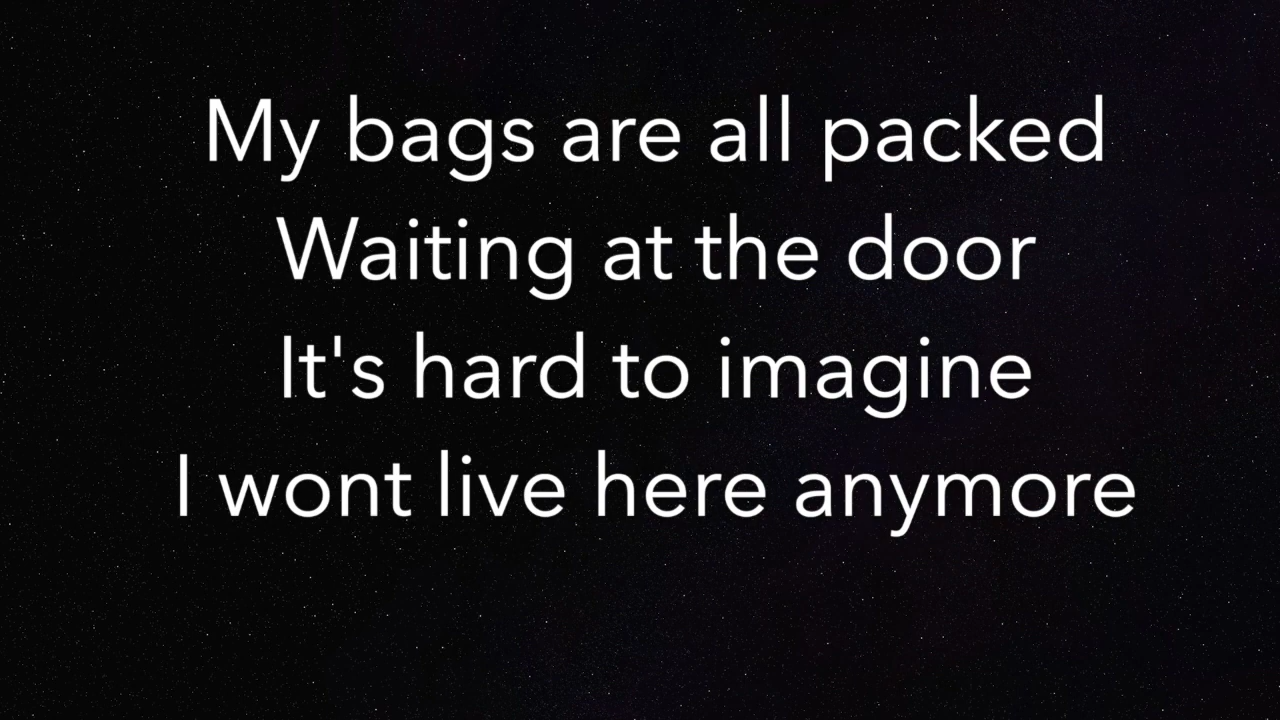 My bags are all packed
Waiting at the door
It's hard to imagine
I wont live here anymore